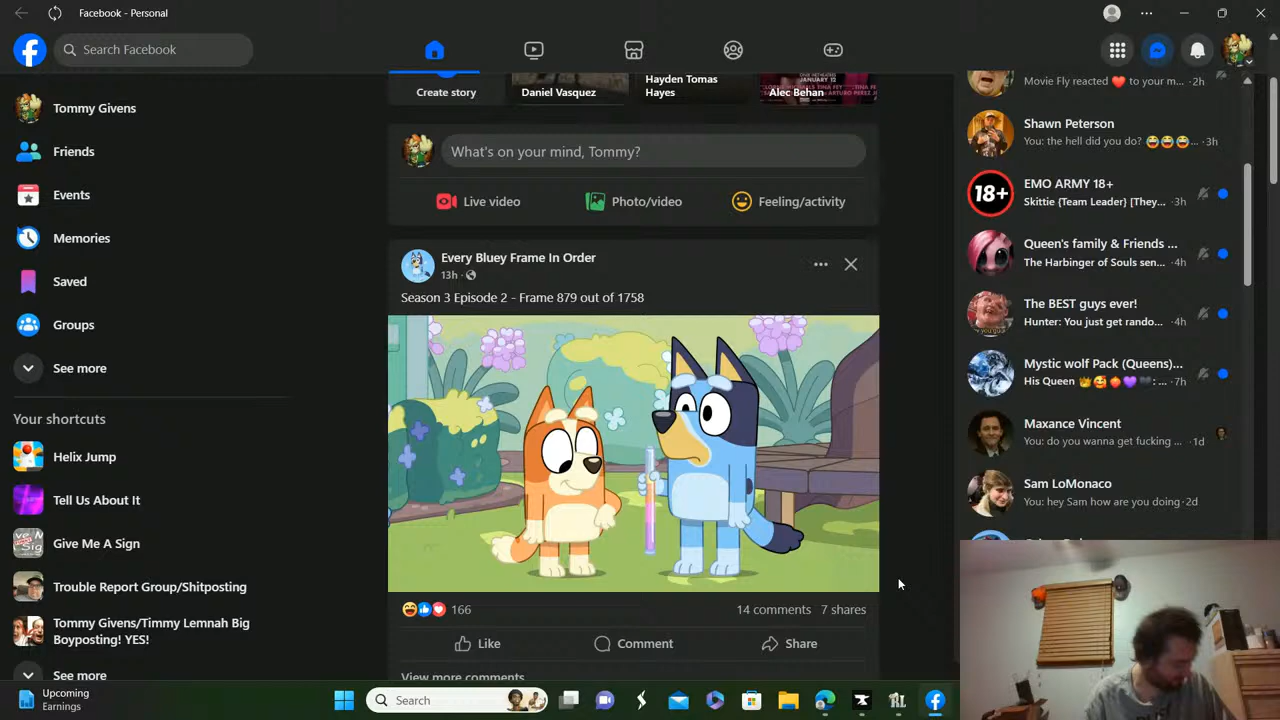 Facebook - Personal
Search Facebook
Tommy Givens
Friends
Events
Memories
Saved
Groups
See more
Your shortcuts
Helix Jump
Tell Us About It
Give Me A Sign
Trouble Report Group/Shitposting
Tommy Givens/Timmy Lemnah Big
Boyposting! YES!
See more
Create story
Daniel Vasquez
Hayden Tomas
Hayes
JANUARY 12
Alec Behan
What's on your mind, Tommy?
Live video
Photo/video
Feeling/activity
Every Bluey Frame In Order
13h ·
Season 3 Episode 2 - Frame 879 out of 1758
166
14 comments 7 shares
Like
Comment
Share
View more comments
Movie Fly reacted ❤️ to your m... · 2h
Shawn Peterson
You: the hell did you do? 😂😂😂... · 3h
18+
EMO ARMY 18+
Skittie {Team Leader} [They... · 3h
Queen's family & Friends ...
The Harbinger of Souls sen... · 4h
The BEST guys ever!
Hunter: You just get rando... · 4h
Mystic wolf Pack (Queens)...
His Queen 👑🥰🍎💜🖤: ... · 7h
Maxance Vincent
You: do you wanna get fucking ... · 1d
Sam LoMonaco
You: hey Sam how are you doing · 2d
Upcoming
Earnings
Search